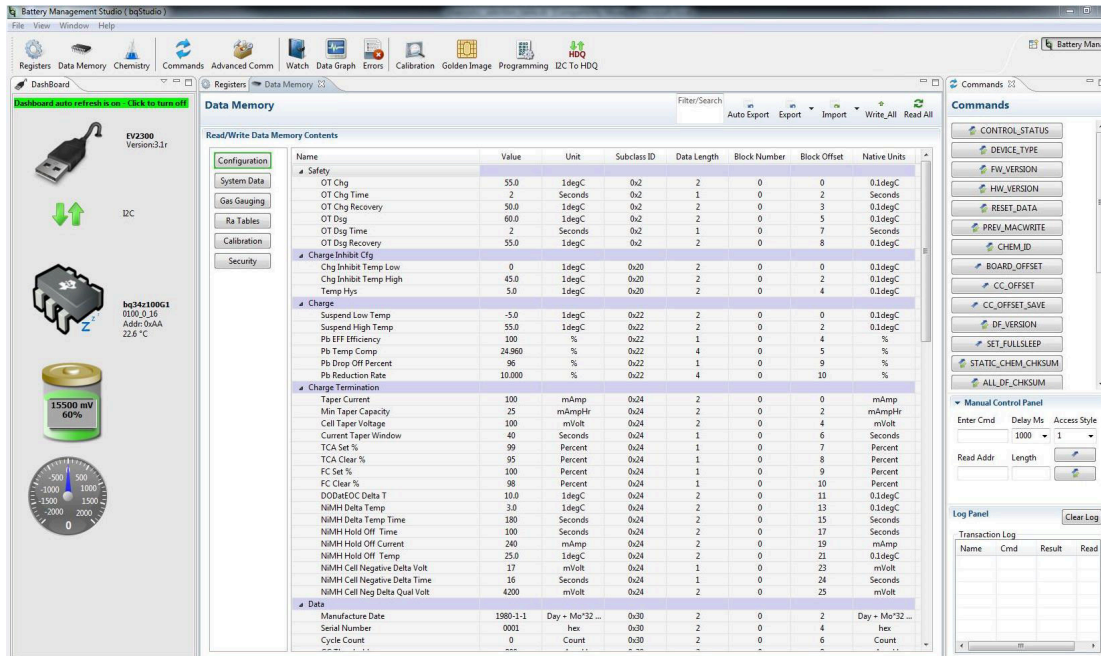 Battery Management Studio ( bqStudio )
File View Window Help
Registers Data Memory Chemistry Commands Advanced Comm Watch Data Graph Errors Calibration Golden Image Programming I2C To HDQ
HDQ
DashBoard
Dashboard auto refresh is on - Click to turn off
EV2300
Version:3.1r
I2C
bq34z100G1
0100_0_16
Addr: 0xAA
22.6 °C
Z z
15500 mV
60%
-500 500
-1000 1000
-1500 1500
-2000 2000
0
Registers Data Memory
Data Memory
Filter/Search
Auto Export Export Import Write_All Read All
Read/Write Data Memory Contents
Configuration
System Data
Gas Gauging
Ra Tables
Calibration
Security
Name Value Unit Subclass ID Data Length Block Number Block Offset Native Units
Safety
OT Chg 55.0 1degC 0x2 2 0 0 0.1degC
OT Chg Time 2 Seconds 0x2 1 0 2 Seconds
OT Chg Recovery 50.0 1degC 0x2 2 0 3 0.1degC
OT Dsg 60.0 1degC 0x2 2 0 5 0.1degC
OT Dsg Time 2 Seconds 0x2 1 0 7 Seconds
OT Dsg Recovery 55.0 1degC 0x2 2 0 8 0.1degC
Charge Inhibit Cfg
Chg Inhibit Temp Low 0 1degC 0x20 2 0 0 0.1degC
Chg Inhibit Temp High 45.0 1degC 0x20 2 0 2 0.1degC
Temp Hys 5.0 1degC 0x20 2 0 4 0.1degC
Charge
Suspend Low Temp -5.0 1degC 0x22 2 0 0 0.1degC
Suspend High Temp 55.0 1degC 0x22 2 0 2 0.1degC
Pb EFF Efficiency 100 % 0x22 1 0 4 %
Pb Temp Comp 24.960 % 0x22 4 0 5 %
Pb Drop Off Percent 96 % 0x22 1 0 9 %
Pb Reduction Rate 10.000 % 0x22 4 0 10 %
Charge Termination
Taper Current 100 mAmp 0x24 2 0 0 mAmp
Min Taper Capacity 25 mAmpHr 0x24 2 0 2 mAmpHr
Cell Taper Voltage 100 mVolt 0x24 2 0 4 mVolt
Current Taper Window 40 Seconds 0x24 1 0 6 Seconds
TCA Set % 99 Percent 0x24 1 0 7 Percent
TCA Clear % 95 Percent 0x24 1 0 8 Percent
FC Set % 100 Percent 0x24 1 0 9 Percent
FC Clear % 98 Percent 0x24 1 0 10 Percent
DODatEOC Delta T 10.0 1degC 0x24 2 0 11 0.1degC
NiMH Delta Temp 3.0 1degC 0x24 2 0 13 0.1degC
NiMH Delta Temp Time 180 Seconds 0x24 2 0 15 Seconds
NiMH Hold Off Time 100 Seconds 0x24 2 0 17 Seconds
NiMH Hold Off Current 240 mAmp 0x24 2 0 19 mAmp
NiMH Hold Off Temp 25.0 1degC 0x24 2 0 21 0.1degC
NiMH Cell Negative Delta Volt 17 mVolt 0x24 1 0 23 mVolt
NiMH Cell Negative Delta Time 16 Seconds 0x24 1 0 24 Seconds
NiMH Cell Neg Delta Qual Volt 4200 mVolt 0x24 2 0 25 mVolt
Data
Manufacture Date 1980-1-1 Day + Mo*32 ... 0x30 2 0 2 Day + Mo*32 ...
Serial Number 0001 hex 0x30 2 0 4 hex
Cycle Count 0 Count 0x30 2 0 6 Count
Battery Man
Commands
Commands
CONTROL_STATUS
DEVICE_TYPE
FW_VERSION
HW_VERSION
RESET_DATA
PREV_MACWRITE
CHEM_ID
BOARD_OFFSET
CC_OFFSET
CC_OFFSET_SAVE
DF_VERSION
SET_FULLSLEEP
STATIC_CHEM_CHKSUM
ALL_DF_CHKSUM
Manual Control Panel
Enter Cmd Delay Ms Access Style
1000 1
Read Addr Length
Log Panel
Clear Log
Transaction Log
Name Cmd Result Read